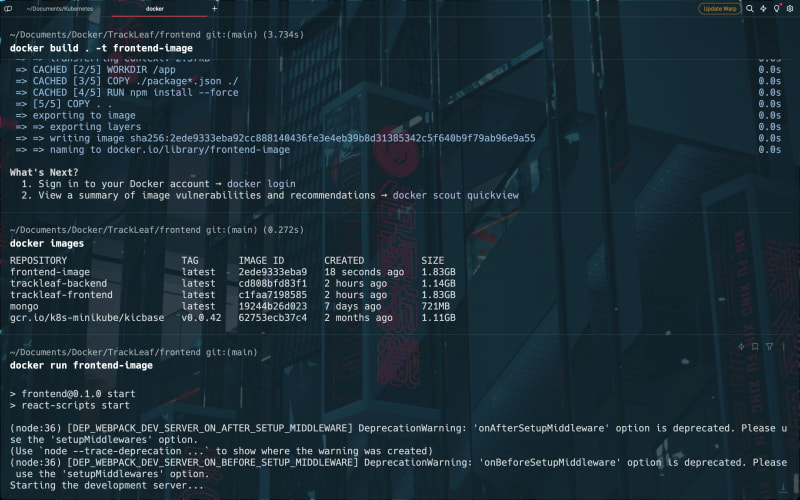 ~/Documents/Kubernetes
docker
Update Warp
~/Documents/Docker/TrackLeaf/frontend git:(main) (3.734s)
docker build . -t frontend-image
=> => transferring context: 2.37kB 0.0s
=> CACHED [2/5] WORKDIR /app 0.0s
=> CACHED [3/5] COPY ./package*.json ./ 0.0s
=> CACHED [4/5] RUN npm install --force 0.0s
=> [5/5] COPY . . 0.0s
=> exporting to image 0.0s
=> => exporting layers 0.0s
=> => writing image sha256:2ede9333eba92cc888140436fe3e4eb39b8d31385342c5f640b9f79ab96e9a55 0.0s
=> => naming to docker.io/library/frontend-image 0.0s
What's Next?
1. Sign in to your Docker account → docker login
2. View a summary of image vulnerabilities and recommendations → docker scout quickview
~/Documents/Docker/TrackLeaf/frontend git:(main) (0.272s)
docker images
REPOSITORY TAG IMAGE ID CREATED SIZE
frontend-image latest 2ede9333eba9 18 seconds ago 1.83GB
trackleaf-backend latest cd808bfd83f1 2 hours ago 1.14GB
trackleaf-frontend latest c1faa7198585 2 hours ago 1.83GB
mongo latest 19244b26d023 7 days ago 721MB
gcr.io/k8s-minikube/kicbase v0.0.42 62753ecb37c4 2 months ago 1.11GB
~/Documents/Docker/TrackLeaf/frontend git:(main)
docker run frontend-image
> frontend@0.1.0 start
> react-scripts start
(node:36) [DEP_WEBPACK_DEV_SERVER_ON_AFTER_SETUP_MIDDLEWARE] DeprecationWarning: 'onAfterSetupMiddleware' option is deprecated. Please u
se the 'setupMiddlewares' option.
(Use `node --trace-deprecation ...` to show where the warning was created)
(node:36) [DEP_WEBPACK_DEV_SERVER_ON_BEFORE_SETUP_MIDDLEWARE] DeprecationWarning: 'onBeforeSetupMiddleware' option is deprecated. Please
use the 'setupMiddlewares' option.
Starting the development server...
XIN FU XING